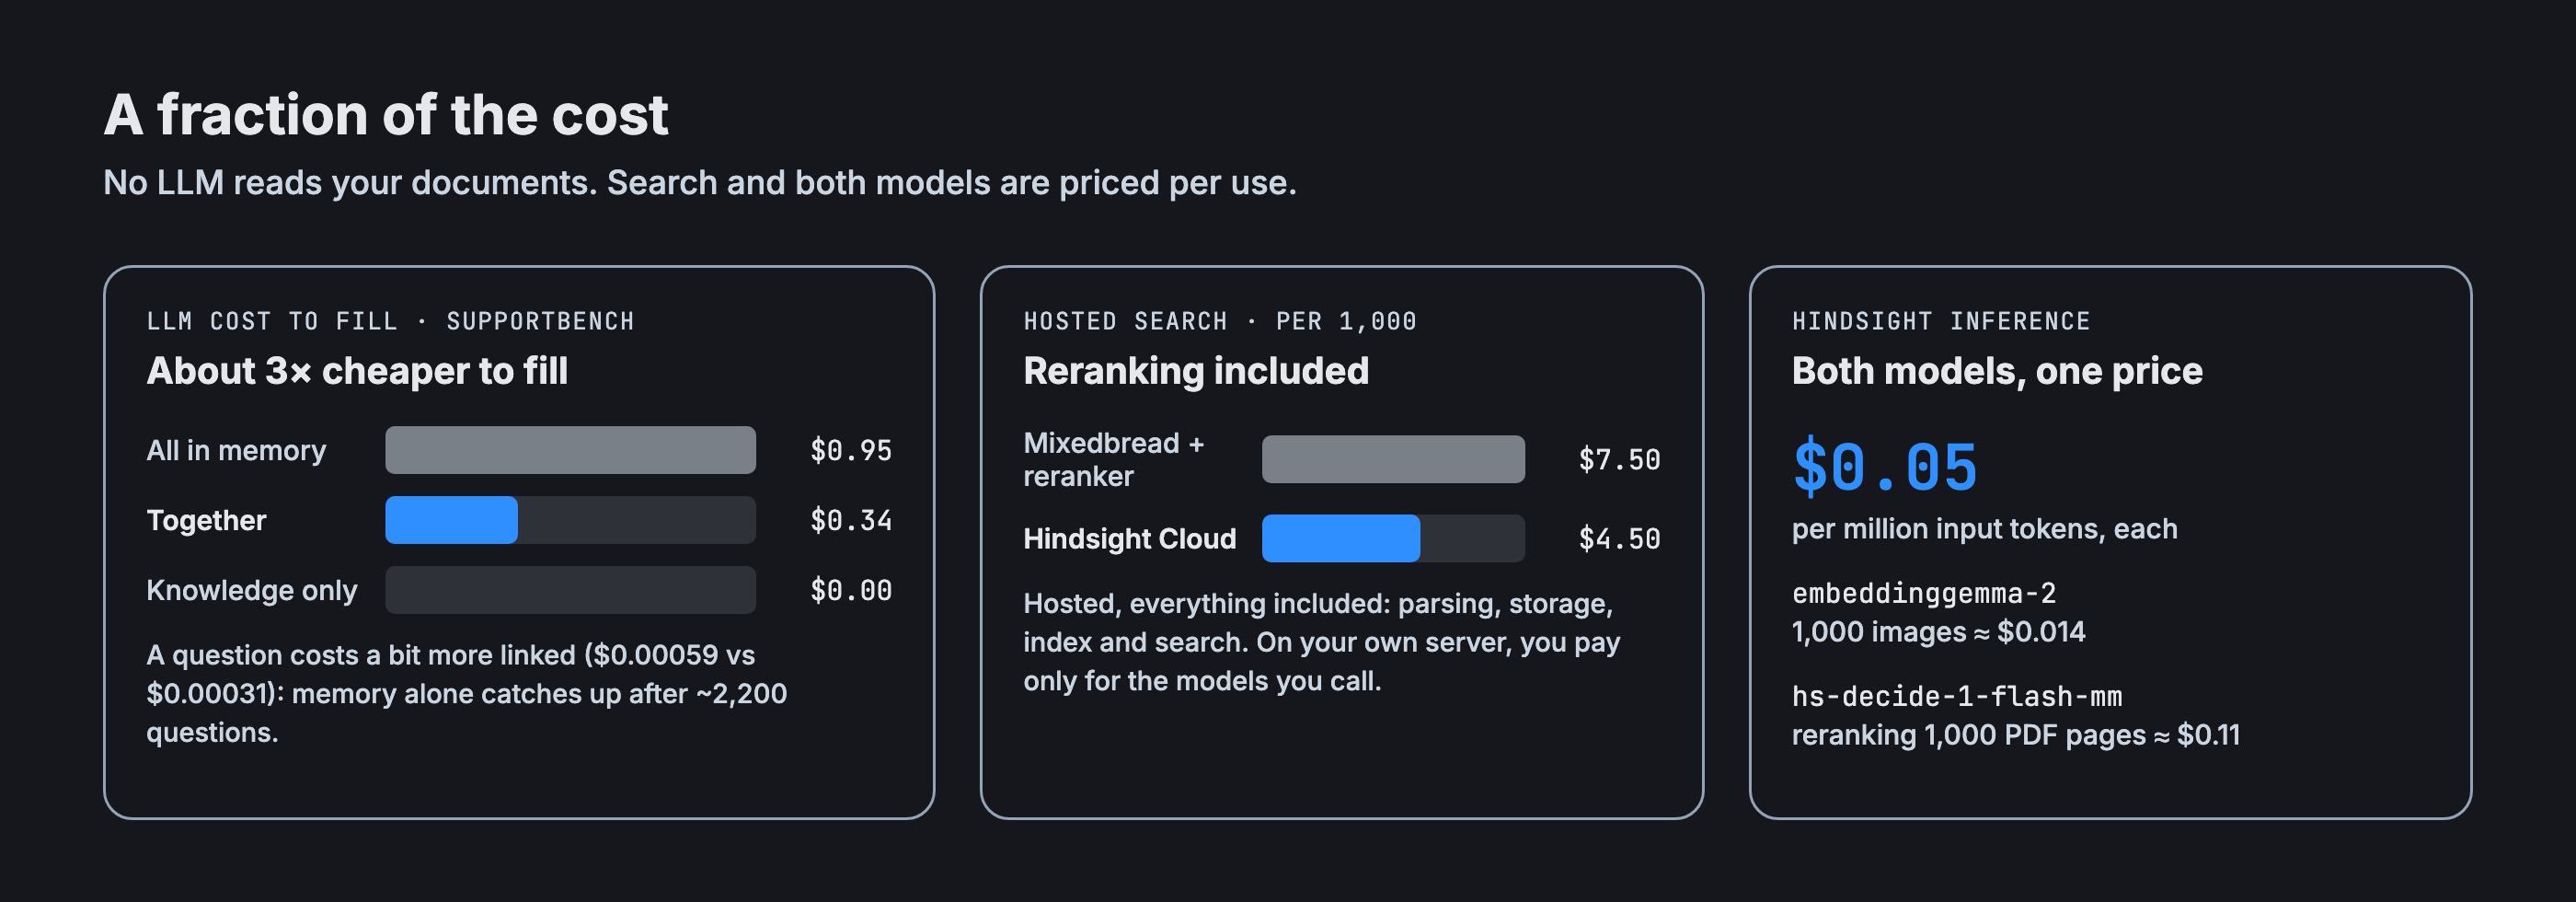 A fraction of the cost
No LLM reads your documents. Search and both models are priced per use.
LLM COST TO FILL · SUPPORTBENCH
About 3× cheaper to fill
All in memory $0.95
Together $0.34
Knowledge only $0.00
A question costs a bit more linked ($0.00059 vs
$0.00031): memory alone catches up after ~2,200
questions.
HOSTED SEARCH · PER 1,000
Reranking included
Mixedbread +
reranker $7.50
Hindsight Cloud $4.50
Hosted, everything included: parsing, storage,
index and search. On your own server, you pay
only for the models you call.
HINDSIGHT INFERENCE
Both models, one price
$0.05
per million input tokens, each
embeddinggemma-2
1,000 images ≈ $0.014
hs-decide-1-flash-mm
reranking 1,000 PDF pages ≈ $0.11